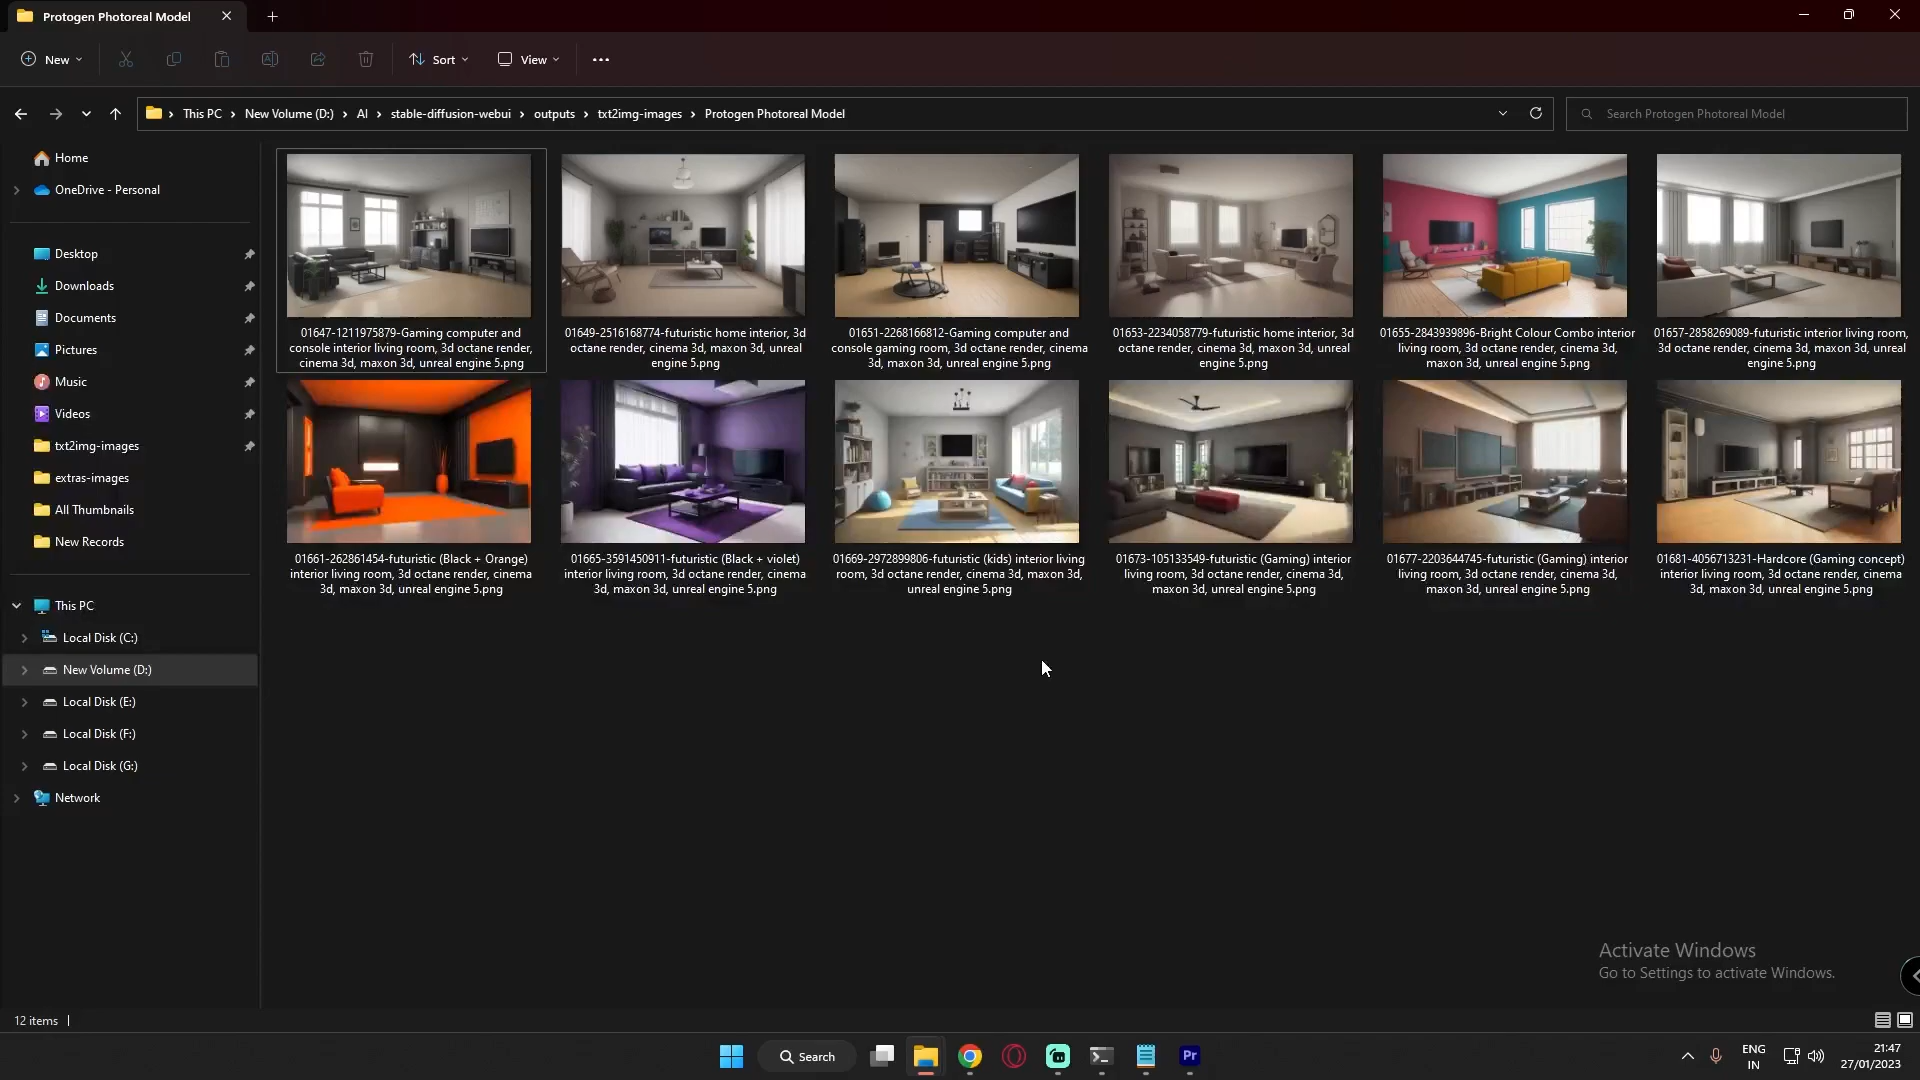 Protogen Photoreal Model
New
Sort
View
This PC
New Volume (D:)
AI
stable-diffusion-webui
outputs
txt2img-images
Protogen Photoreal Model
Search Protogen Photoreal Model
Home
OneDrive - Personal
Desktop
Downloads
Documents
Pictures
Music
Videos
txt2img-images
extras-images
All Thumbnails
New Records
This PC
Local Disk (C:)
New Volume (D:)
Local Disk (E:)
Local Disk (F:)
Local Disk (G:)
Network
01647-1211975879-Gaming computer and
console interior living room, 3d octane render,
cinema 3d, maxon 3d, unreal engine 5.png
01649-2516168774-futuristic home interior, 3d
octane render, cinema 3d, maxon 3d, unreal
engine 5.png
01651-2268166812-Gaming computer and
console gaming room, 3d octane render, cinema
3d, maxon 3d, unreal engine 5.png
01653-2234058779-futuristic home interior, 3d
octane render, cinema 3d, maxon 3d, unreal
engine 5.png
01655-2843939896-Bright Colour Combo interior
living room, 3d octane render, cinema 3d,
maxon 3d, unreal engine 5.png
01657-2858269089-futuristic interior living room,
3d octane render, cinema 3d, maxon 3d, unreal
engine 5.png
01661-262861454-futuristic (Black + Orange)
interior living room, 3d octane render, cinema
3d, maxon 3d, unreal engine 5.png
01665-3591450911-futuristic (Black + violet)
interior living room, 3d octane render, cinema
3d, maxon 3d, unreal engine 5.png
01669-2972899806-futuristic (kids) interior living
room, 3d octane render, cinema 3d, maxon 3d,
unreal engine 5.png
01673-105133549-futuristic (Gaming) interior
living room, 3d octane render, cinema 3d,
maxon 3d, unreal engine 5.png
01677-2203644745-futuristic (Gaming) interior
living room, 3d octane render, cinema 3d,
maxon 3d, unreal engine 5.png
01681-4056713231-Hardcore (Gaming concept)
interior living room, 3d octane render, cinema
3d, maxon 3d, unreal engine 5.png
Activate Windows
Go to Settings to activate Windows.
12 items
Search
Pr
ENG
IN
21:47
27/01/2023